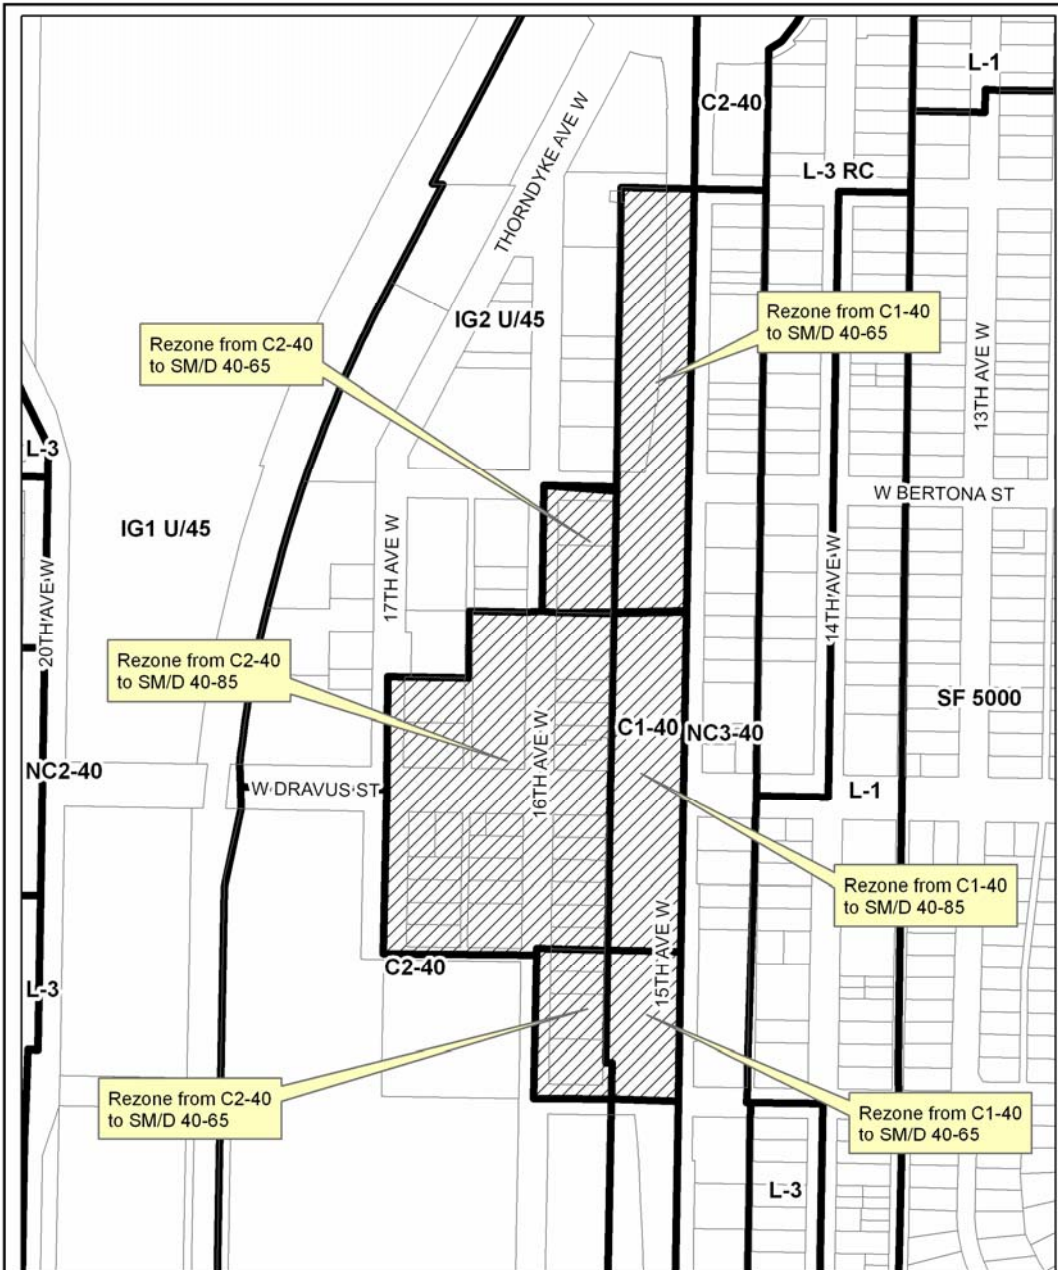 L-1
C2-40
THORNDYKE AVE W
L-3 RC
Rezone from C1-40
to SM/D 40-65
IG2 U/45
Rezone from C2-40
to SM/D 40-65
13TH AVE W
L-3
W BERTONA ST
IG1 U/45
17TH AVE W
14TH AVE W
20TH AVE W
Rezone from C2-40
to SM/D 40-85
SF 5000
C1-40
NC3-40
16TH AVE W
NC2-40
W DRAVUS ST
L-1
Rezone from C1-40
to SM/D 40-85
15TH AVE W
C2-40
L-3
Rezone from C2-40
to SM/D 40-65
Rezone from C1-40
to SM/D 40-65
L-3